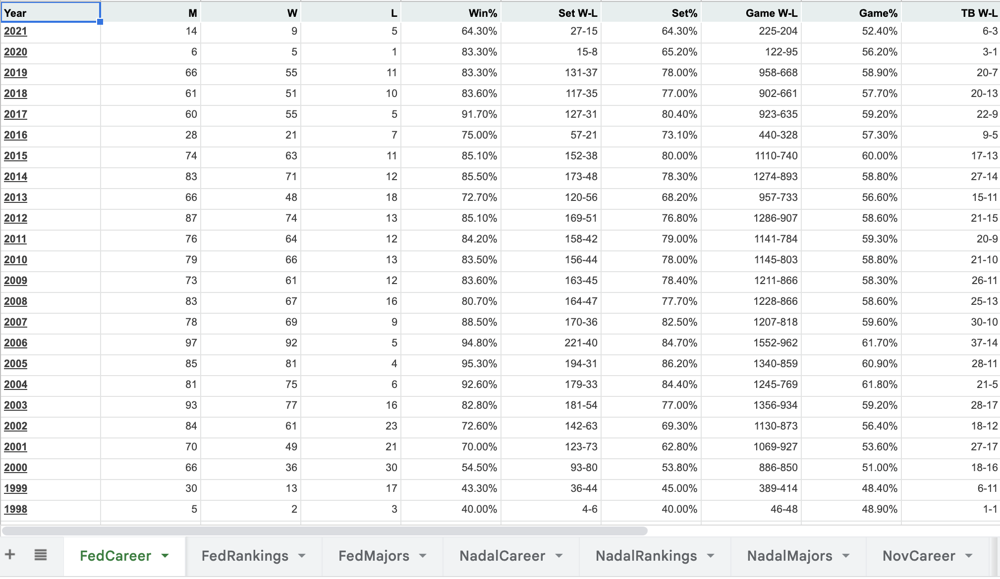 Year M W L Win% Set W-L Set% Game W-L Game% TB W-L
2021 14 9 5 64.30% 27-15 64.30% 225-204 52.40% 6-3
2020 6 5 1 83.30% 15-8 65.20% 122-95 56.20% 3-1
2019 66 55 11 83.30% 131-37 78.00% 958-668 58.90% 20-7
2018 61 51 10 83.60% 117-35 77.00% 902-661 57.70% 20-13
2017 60 55 5 91.70% 127-31 80.40% 923-635 59.20% 22-9
2016 28 21 7 75.00% 57-21 73.10% 440-328 57.30% 9-5
2015 74 63 11 85.10% 152-38 80.00% 1110-740 60.00% 17-13
2014 83 71 12 85.50% 173-48 78.30% 1274-893 58.80% 27-14
2013 66 48 18 72.70% 120-56 68.20% 957-733 56.60% 15-11
2012 87 74 13 85.10% 169-51 76.80% 1286-907 58.60% 21-15
2011 76 64 12 84.20% 158-42 79.00% 1141-784 59.30% 20-9
2010 79 66 13 83.50% 156-44 78.00% 1145-803 58.80% 21-10
2009 73 61 12 83.60% 163-45 78.40% 1211-866 58.30% 26-11
2008 83 67 16 80.70% 164-47 77.70% 1228-866 58.60% 25-13
2007 78 69 9 88.50% 170-36 82.50% 1207-818 59.60% 30-10
2006 97 92 5 94.80% 221-40 84.70% 1552-962 61.70% 37-14
2005 85 81 4 95.30% 194-31 86.20% 1340-859 60.90% 28-11
2004 81 75 6 92.60% 179-33 84.40% 1245-769 61.80% 21-5
2003 93 77 16 82.80% 181-54 77.00% 1356-934 59.20% 28-17
2002 84 61 23 72.60% 142-63 69.30% 1130-873 56.40% 18-12
2001 70 49 21 70.00% 123-73 62.80% 1069-927 53.60% 27-17
2000 66 36 30 54.50% 93-80 53.80% 886-850 51.00% 18-16
1999 30 13 17 43.30% 36-44 45.00% 389-414 48.40% 6-11
1998 5 2 3 40.00% 4-6 40.00% 46-48 48.90% 1-1
FedCareer FedRankings FedMajors NadalCareer NadalRankings NadalMajors NovCareer